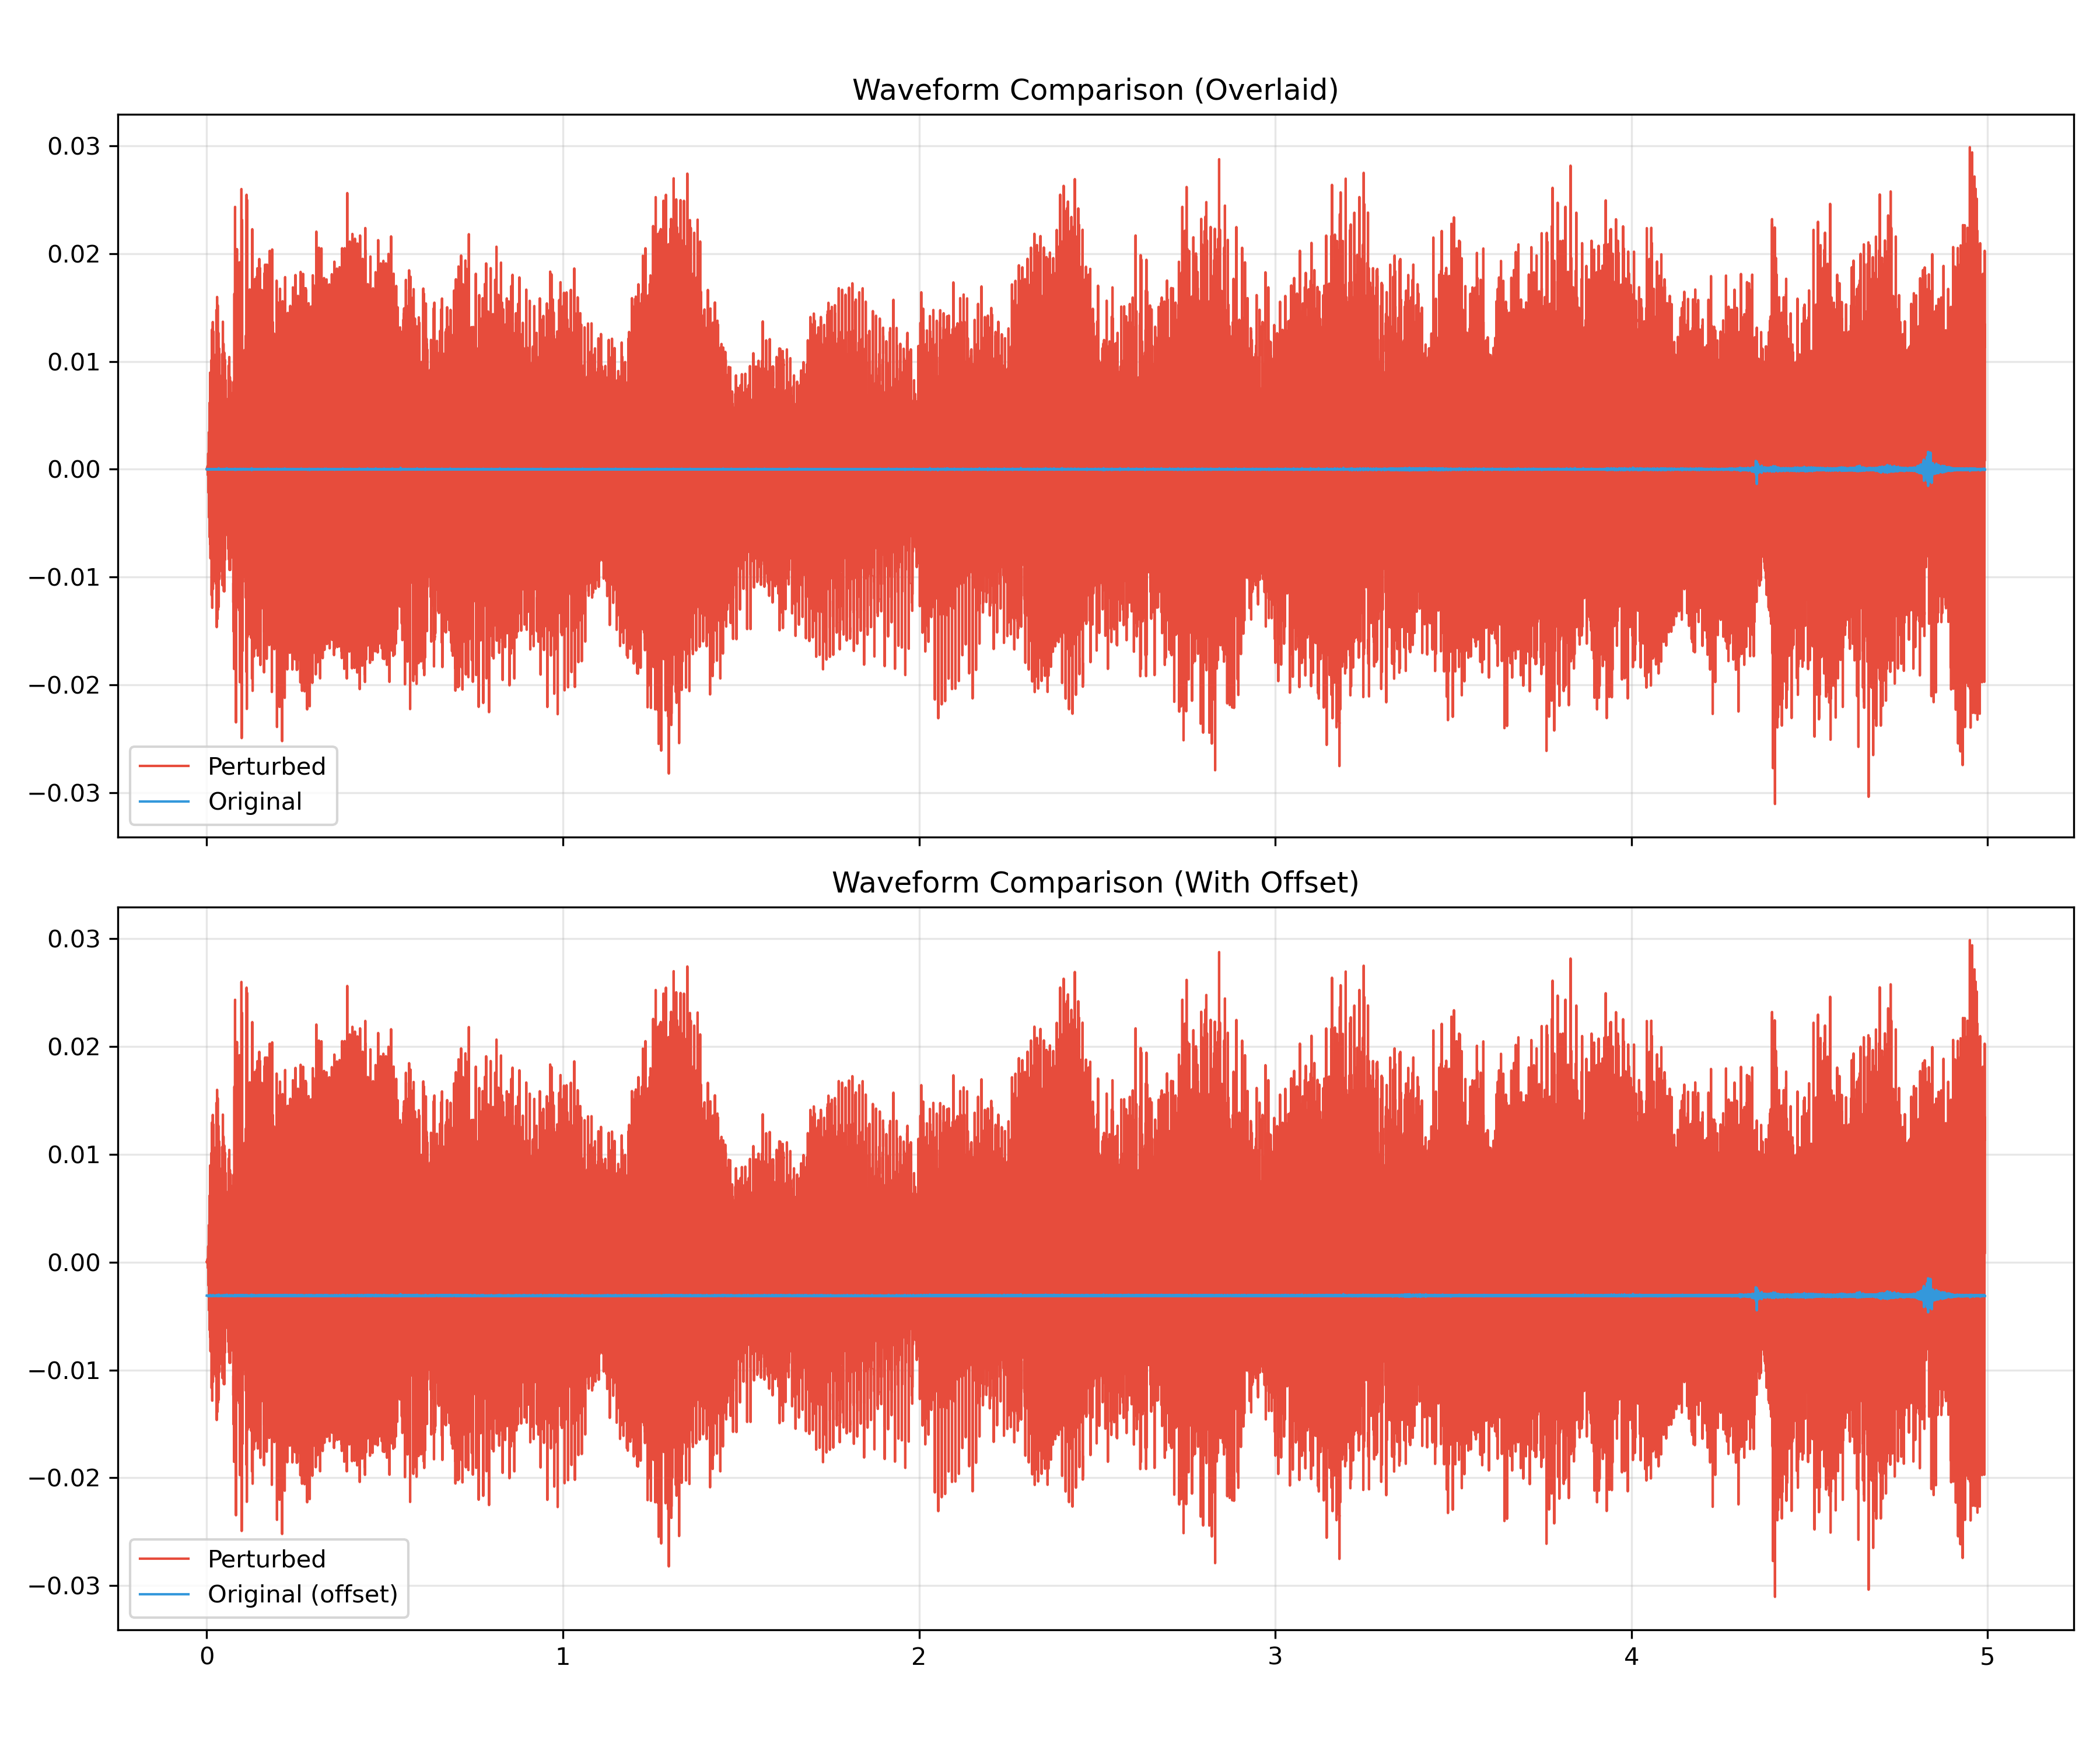 Waveform Comparison (Overlaid)
0.03
0.02
0.01
0.00
−0.01
−0.02
−0.03
Perturbed
Original
Waveform Comparison (With Offset)
0.03
0.02
0.01
0.00
−0.01
−0.02
−0.03
Perturbed
Original (offset)
0 1 2 3 4 5